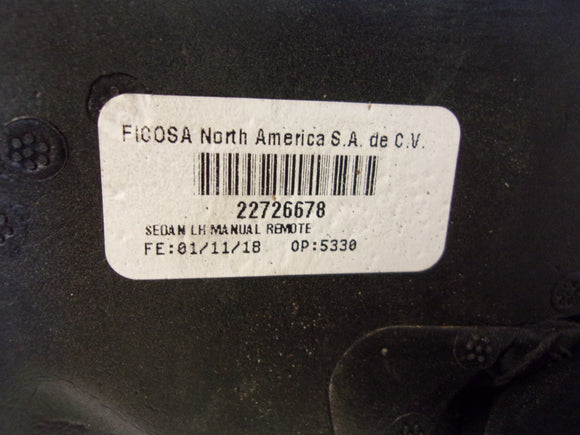 FICOSA North America S.A. de C.V.
22726678
SEDAN LH MANUAL REMOTE
FE:01/11/18 OP:5330